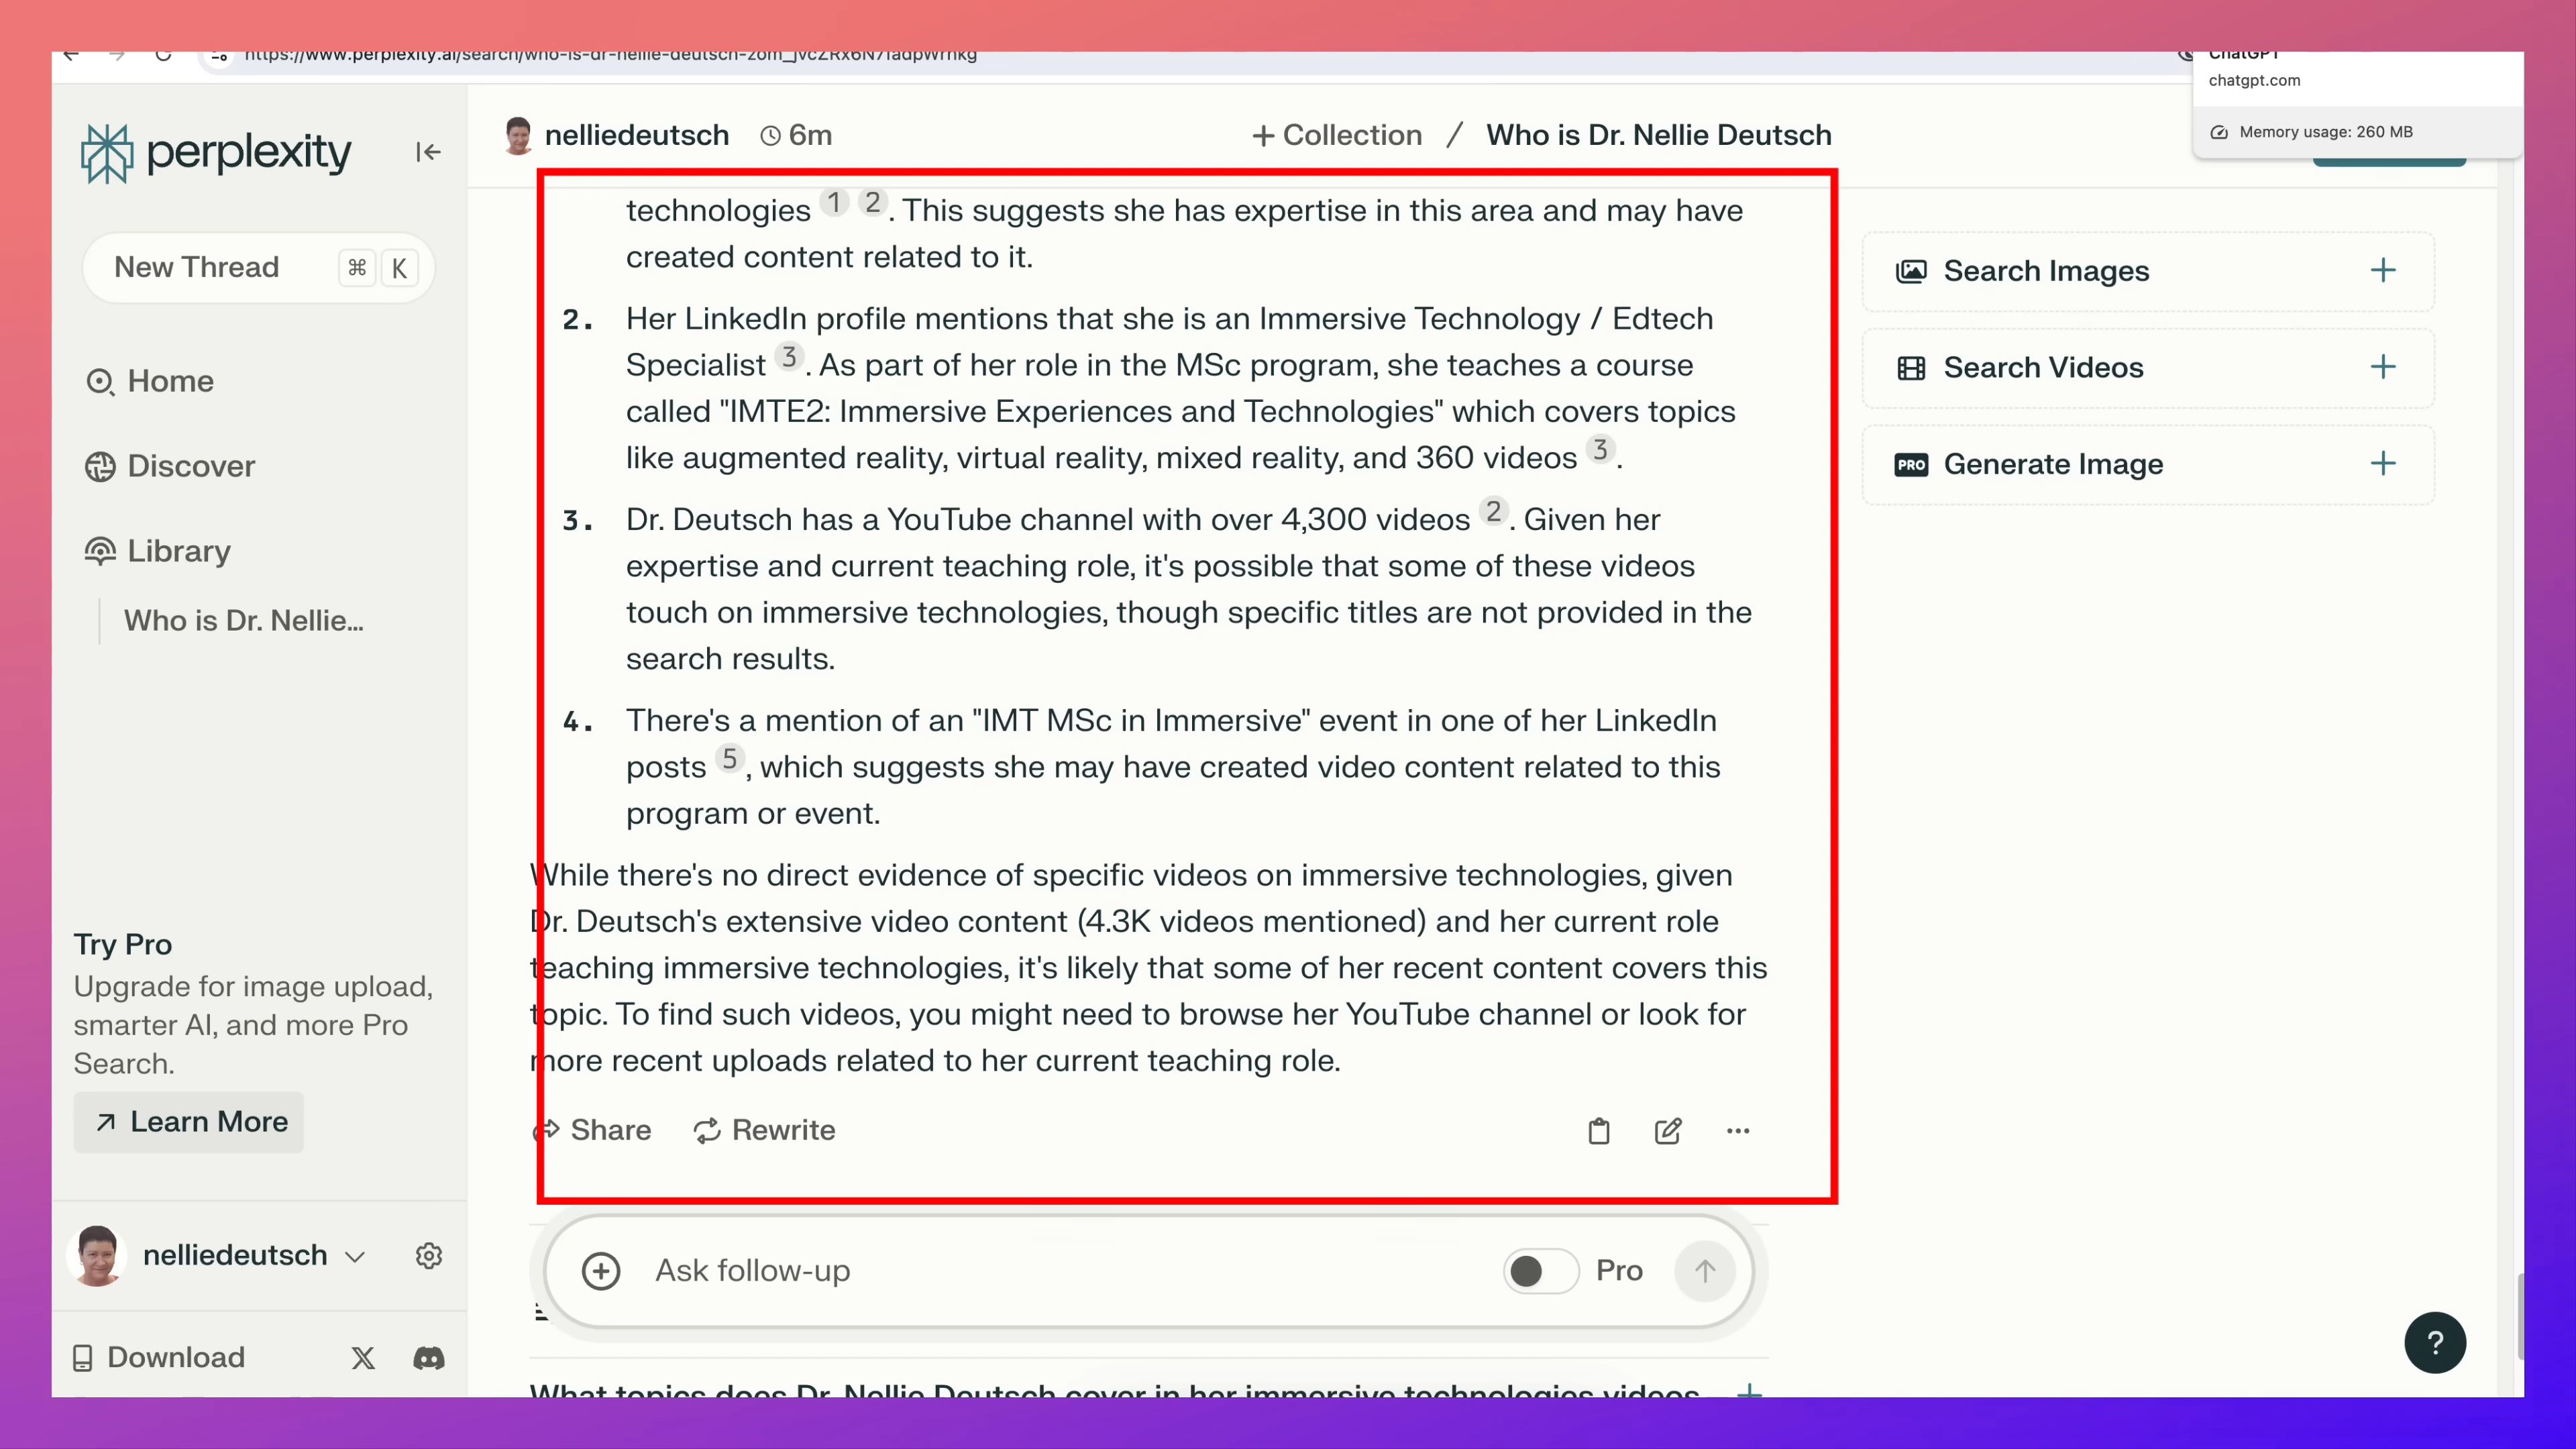 https://www.perplexity.ai/search/who-is-dr-nellie-deutsch-
ChatGPT
chatgpt.com
Memory usage: 260 MB
perplexity
New Thread
⌘ K
Home
Discover
Library
Who is Dr. Nellie...
Try Pro
Upgrade for image upload,
smarter AI, and more Pro
Search.
Learn More
nelliedeutsch
Download
nelliedeutsch 6m
+ Collection / Who is Dr. Nellie Deutsch
technologies 1 2. This suggests she has expertise in this area and may have
created content related to it.
2. Her LinkedIn profile mentions that she is an Immersive Technology / Edtech
Specialist 3. As part of her role in the MSc program, she teaches a course
called "IMTE2: Immersive Experiences and Technologies" which covers topics
like augmented reality, virtual reality, mixed reality, and 360 videos 3.
3. Dr. Deutsch has a YouTube channel with over 4,300 videos 2. Given her
expertise and current teaching role, it's possible that some of these videos
touch on immersive technologies, though specific titles are not provided in the
search results.
4. There's a mention of an "IMT MSc in Immersive" event in one of her LinkedIn
posts 5, which suggests she may have created video content related to this
program or event.
While there's no direct evidence of specific videos on immersive technologies, given
Dr. Deutsch's extensive video content (4.3K videos mentioned) and her current role
teaching immersive technologies, it's likely that some of her recent content covers this
topic. To find such videos, you might need to browse her YouTube channel or look for
more recent uploads related to her current teaching role.
Share Rewrite
Ask follow-up
Pro
What topics does Dr. Nellie Deutsch cover in her immersive technologies videos
Search Images
Search Videos
PRO Generate Image
?